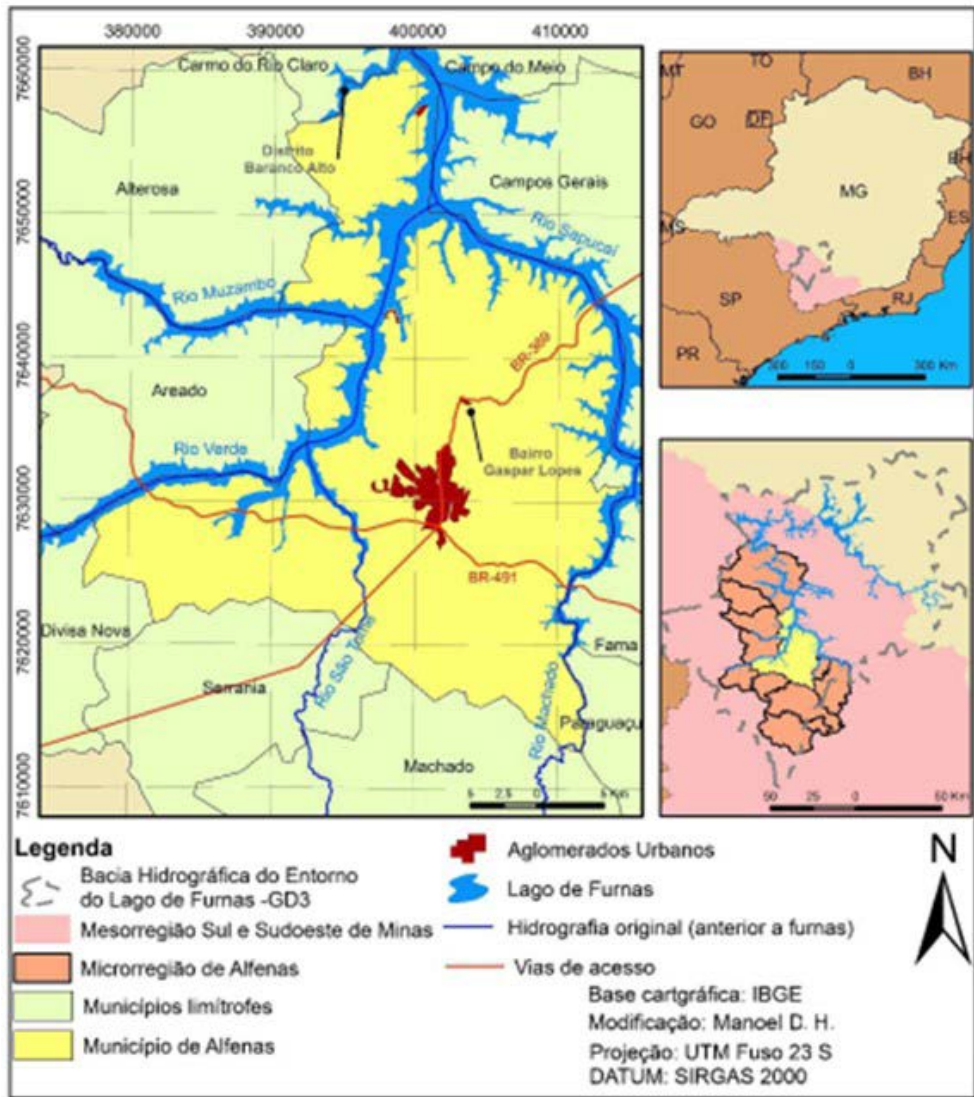 380000 390000 400000 410000
7660000
7650000
7640000
7630000
7620000
7610000
Carmo do Rio Claro
Campo do Meio
Distrito
Baranco Alto
Alterosa
Campos Gerais
Rio Sapucaí
Rio Muzambo
BR-369
Areado
Rio Verde
Bairro
Gaspar Lopes
BR-491
Divisa Nova
Fama
Serrania
Rio São Tomé
Rio Machado
Paraguaçu
Machado
5 2.5 0 5 Km
MT
TO
BH
GO
DF
MG
BH
ES
MS
SP
RJ
PR
300 150 0 300 Km
50 25 0 50 Km
Legenda
Bacia Hidrográfica do Entorno
do Lago de Furnas -GD3
Mesorregião Sul e Sudoeste de Minas
Microrregião de Alfenas
Municípios limítrofes
Município de Alfenas
Aglomerados Urbanos
Lago de Furnas
Hidrografia original (anterior a furnas)
Vias de acesso
Base cartgráfica: IBGE
Modificação: Manoel D. H.
Projeção: UTM Fuso 23 S
DATUM: SIRGAS 2000
N